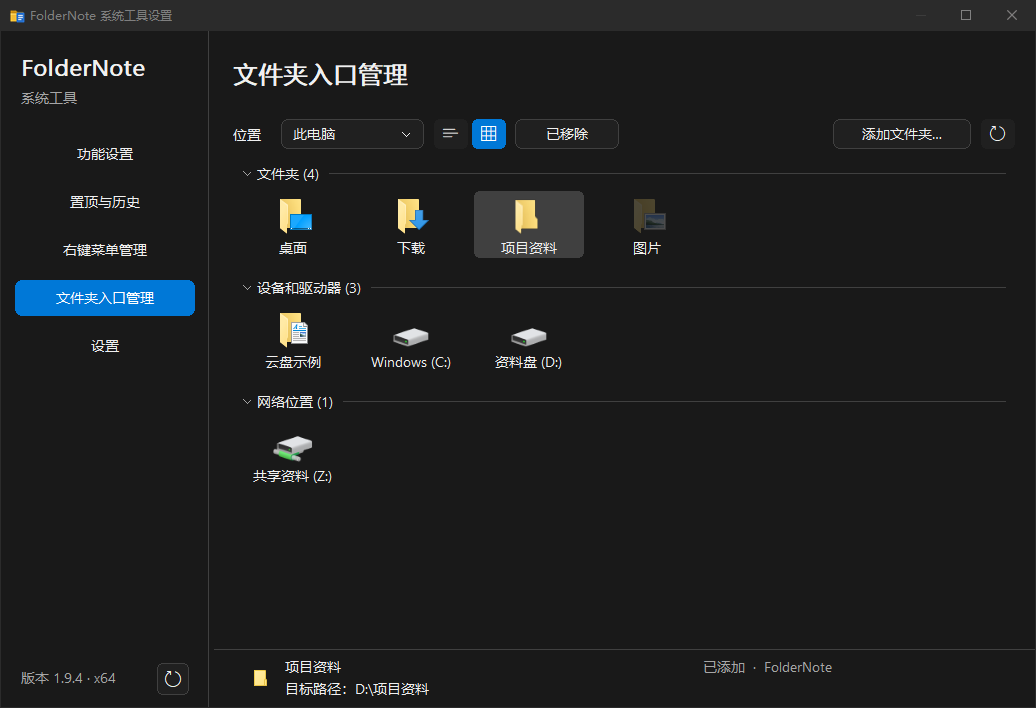 FolderNote 系统工具设置
FolderNote
系统工具
功能设置
置顶与历史
右键菜单管理
文件夹入口管理
设置
版本 1.9.4 · x64
文件夹入口管理
位置
此电脑
已移除
添加文件夹...
文件夹 (4)
桌面
下载
项目资料
图片
设备和驱动器 (3)
云盘示例
Windows (C:)
资料盘 (D:)
网络位置 (1)
共享资料 (Z:)
项目资料
目标路径：D:\项目资料
已添加 · FolderNote